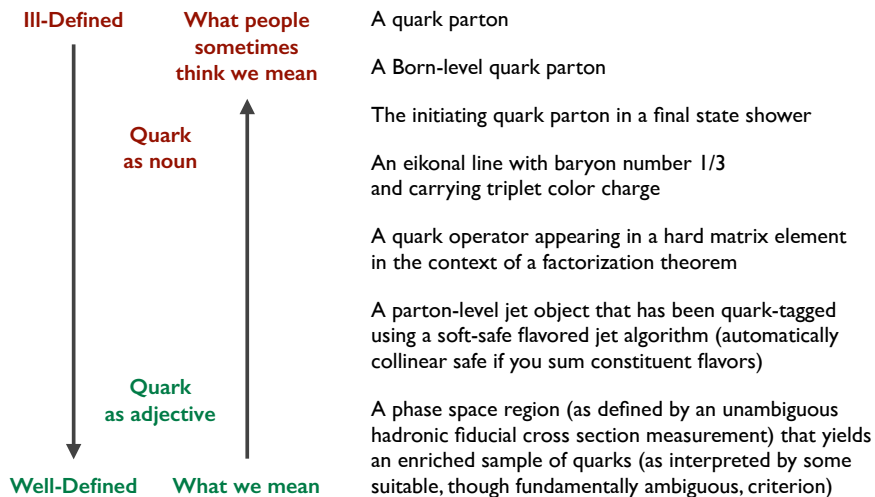 Ill-Defined
What people
sometimes
think we mean
Quark
as noun
Quark
as adjective
Well-Defined
What we mean
A quark parton
A Born-level quark parton
The initiating quark parton in a final state shower
An eikonal line with baryon number 1/3
and carrying triplet color charge
A quark operator appearing in a hard matrix element
in the context of a factorization theorem
A parton-level jet object that has been quark-tagged
using a soft-safe flavored jet algorithm (automatically
collinear safe if you sum constituent flavors)
A phase space region (as defined by an unambiguous
hadronic fiducial cross section measurement) that yields
an enriched sample of quarks (as interpreted by some
suitable, though fundamentally ambiguous, criterion)